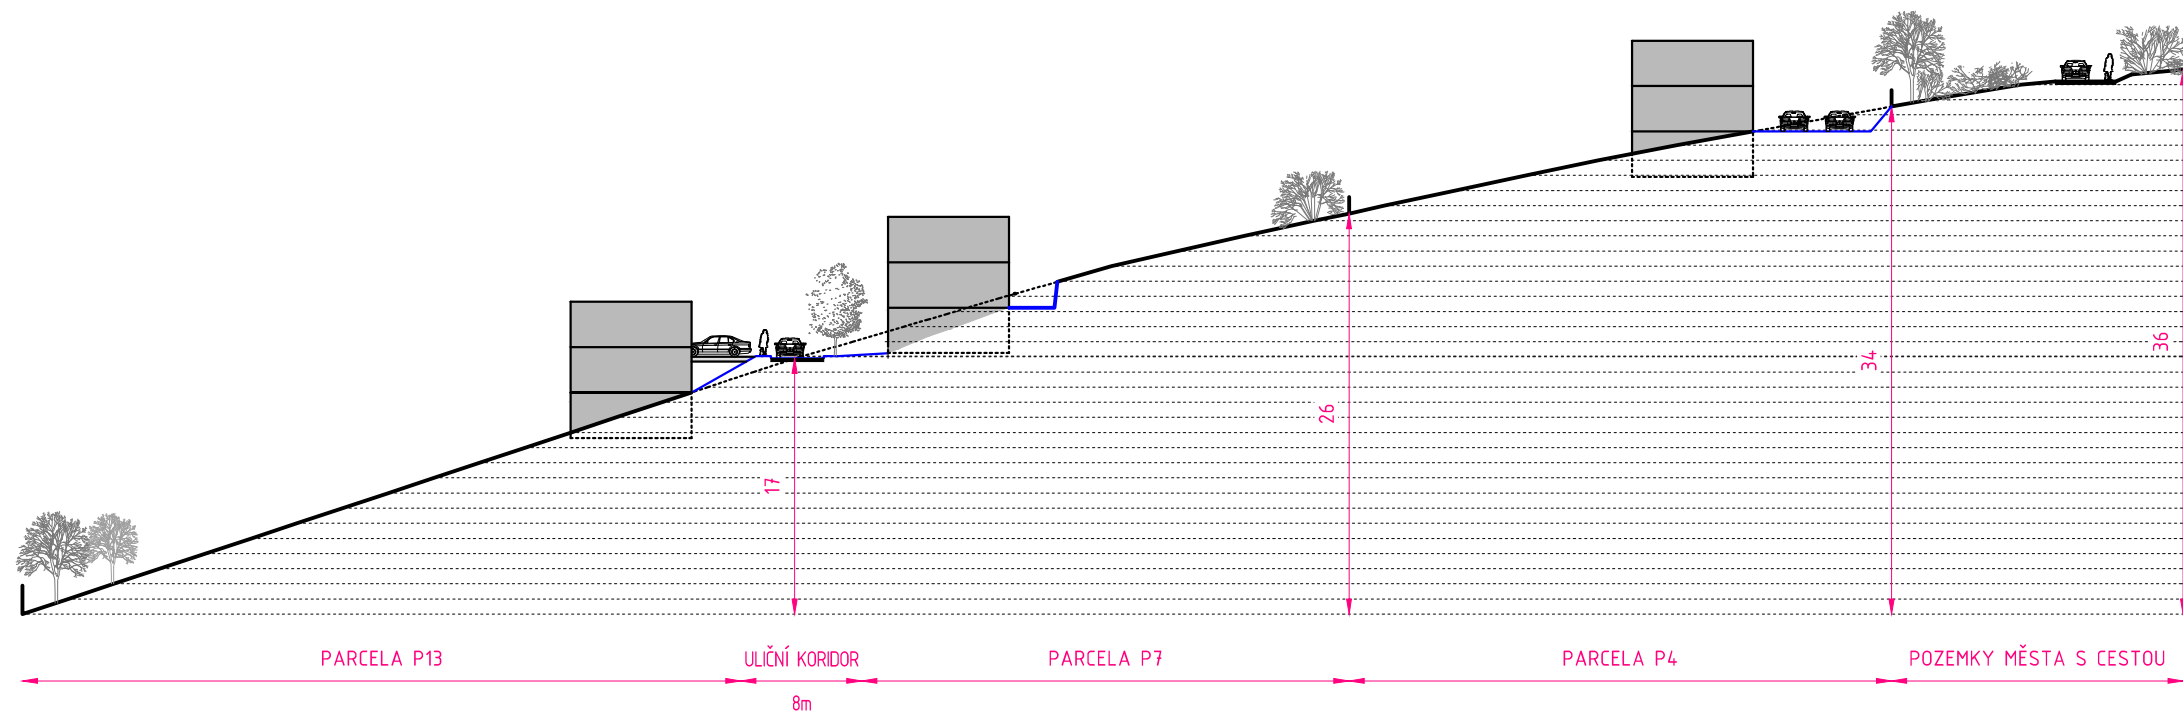 36
34
26
17
PARCELA P13
ULIČNÍ KORIDOR
PARCELA P7
PARCELA P4
POZEMKY MĚSTA S CESTOU
8m